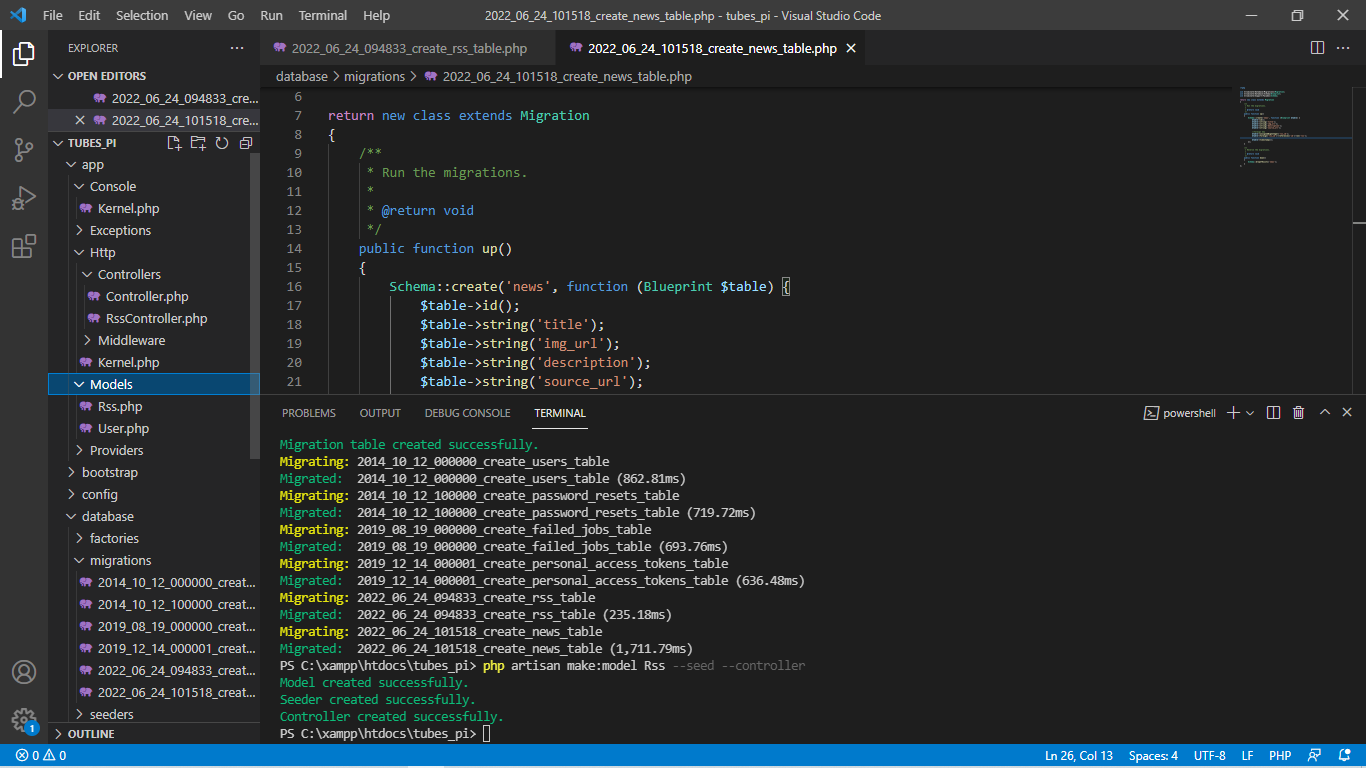 File Edit Selection View Go Run Terminal Help 2022_06_24_101518_create_news_table.php - tubes_pi - Visual Studio Code
EXPLORER
OPEN EDITORS
2022_06_24_094833_cre...
2022_06_24_101518_cre...
TUBES_PI
app
Console
Kernel.php
Exceptions
Http
Controllers
Controller.php
RssController.php
Middleware
Kernel.php
Models
Rss.php
User.php
Providers
bootstrap
config
database
factories
migrations
2014_10_12_000000_creat...
2014_10_12_100000_creat...
2019_08_19_000000_creat...
2019_12_14_000001_creat...
2022_06_24_094833_creat...
2022_06_24_101518_creat...
seeders
OUTLINE
1
2022_06_24_094833_create_rss_table.php 2022_06_24_101518_create_news_table.php
database > migrations > 2022_06_24_101518_create_news_table.php
6
7 return new class extends Migration
8 {
9 /**
10 * Run the migrations.
11 *
12 * @return void
13 */
14 public function up()
15 {
16 Schema::create('news', function (Blueprint $table) {
17 $table->id();
18 $table->string('title');
19 $table->string('img_url');
20 $table->string('description');
21 $table->string('source_url');
PROBLEMS OUTPUT DEBUG CONSOLE TERMINAL powershell
Migration table created successfully.
Migrating: 2014_10_12_000000_create_users_table
Migrated: 2014_10_12_000000_create_users_table (862.81ms)
Migrating: 2014_10_12_100000_create_password_resets_table
Migrated: 2014_10_12_100000_create_password_resets_table (719.72ms)
Migrating: 2019_08_19_000000_create_failed_jobs_table
Migrated: 2019_08_19_000000_create_failed_jobs_table (693.76ms)
Migrating: 2019_12_14_000001_create_personal_access_tokens_table
Migrated: 2019_12_14_000001_create_personal_access_tokens_table (636.48ms)
Migrating: 2022_06_24_094833_create_rss_table
Migrated: 2022_06_24_094833_create_rss_table (235.18ms)
Migrating: 2022_06_24_101518_create_news_table
Migrated: 2022_06_24_101518_create_news_table (1,711.79ms)
PS C:\xampp\htdocs\tubes_pi> php artisan make:model Rss --seed --controller
Model created successfully.
Seeder created successfully.
Controller created successfully.
PS C:\xampp\htdocs\tubes_pi>
0 0 Ln 26, Col 13 Spaces: 4 UTF-8 LF PHP